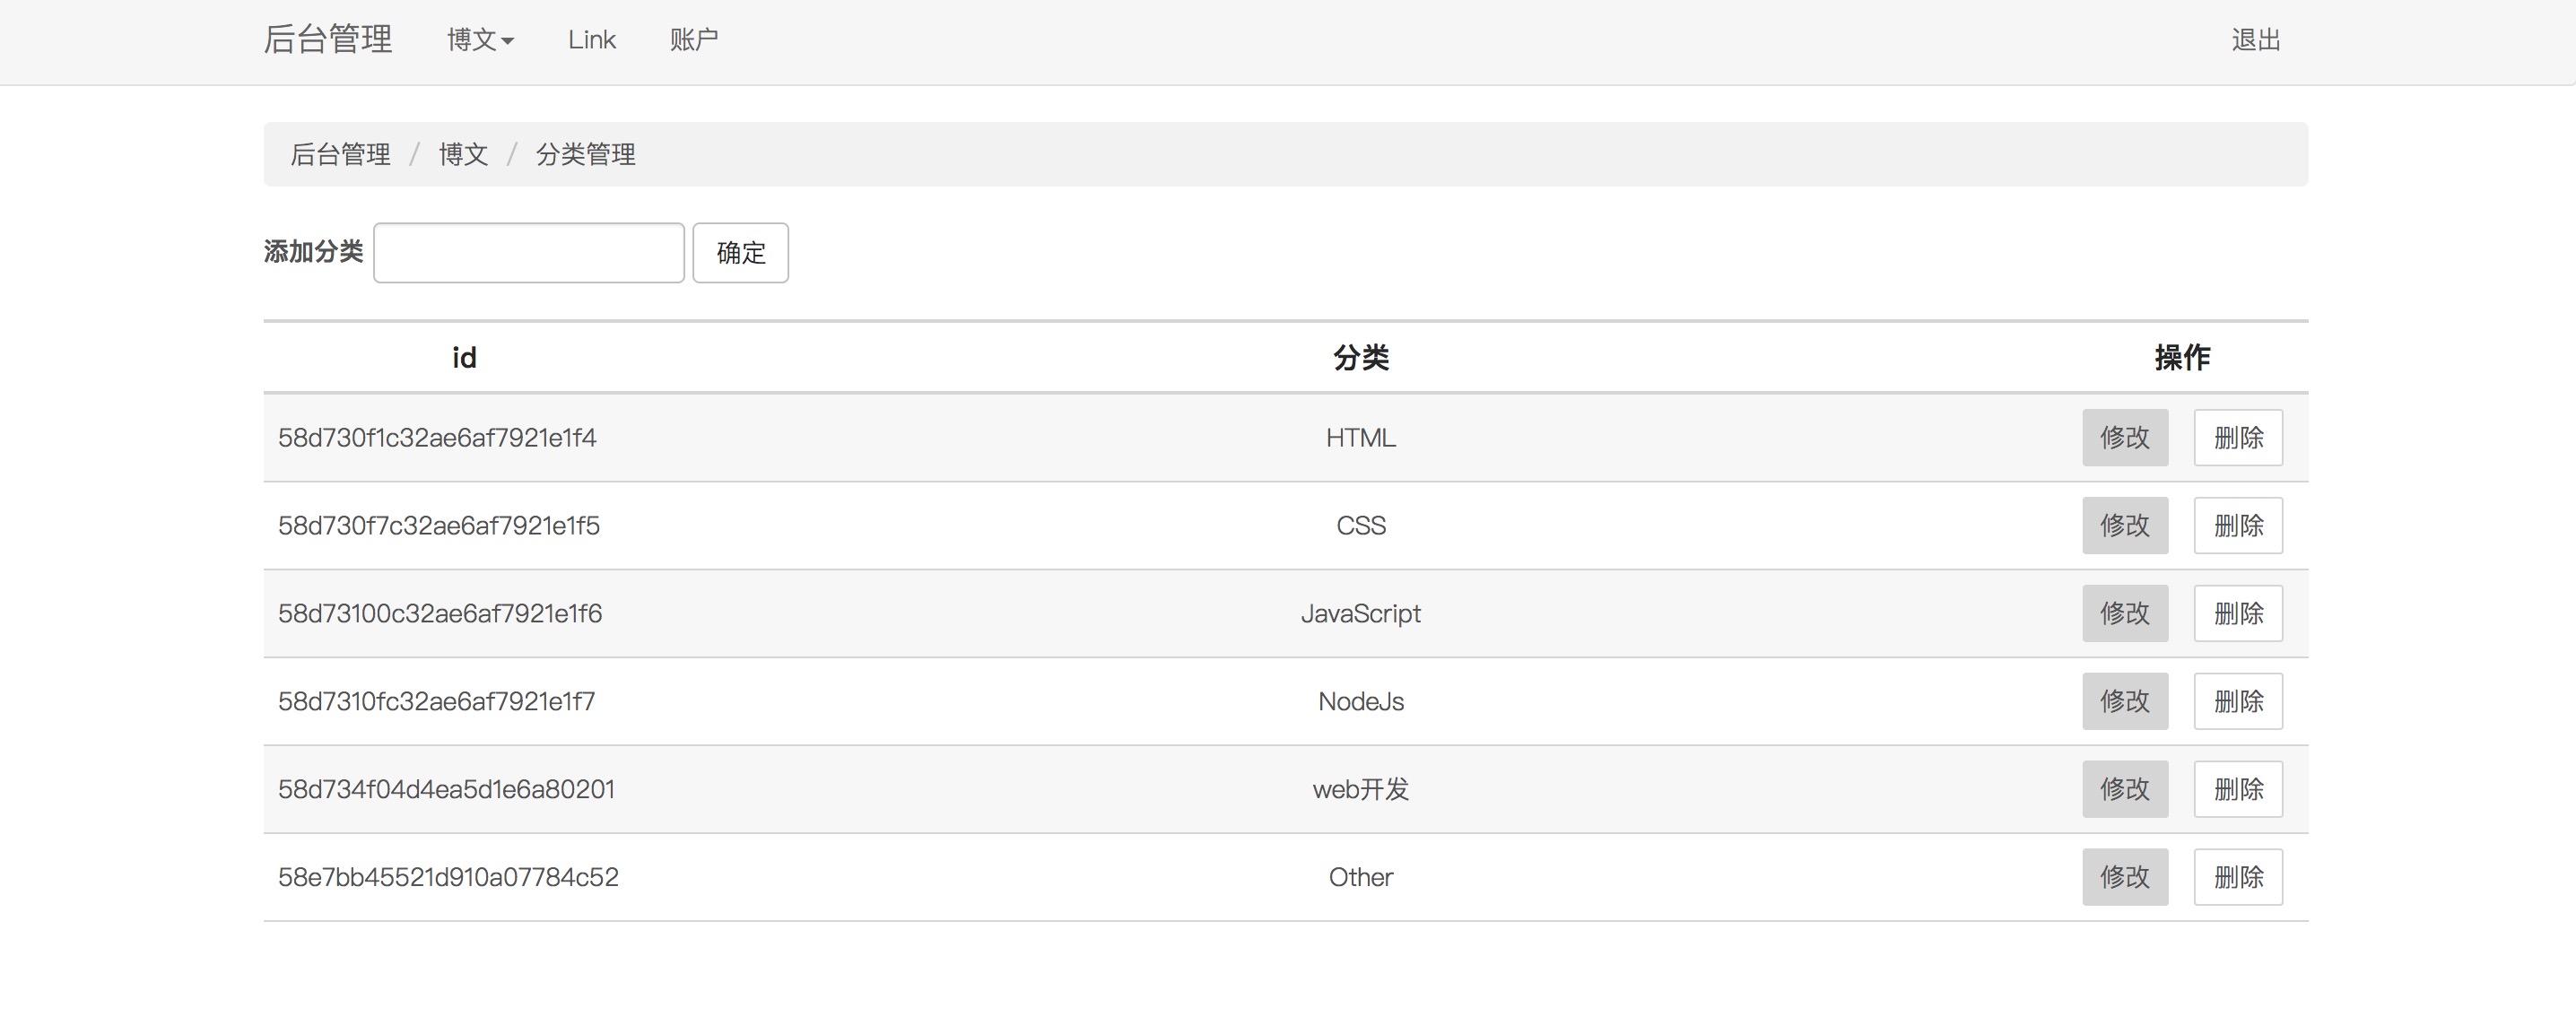 后台管理 博文 Link 账户 退出
后台管理 / 博文 / 分类管理
添加分类 确定
id 分类 操作
58d730f1c32ae6af7921e1f4 HTML 修改 删除
58d730f7c32ae6af7921e1f5 CSS 修改 删除
58d73100c32ae6af7921e1f6 JavaScript 修改 删除
58d7310fc32ae6af7921e1f7 NodeJs 修改 删除
58d734f04d4ea5d1e6a80201 web开发 修改 删除
58e7bb45521d910a07784c52 Other 修改 删除